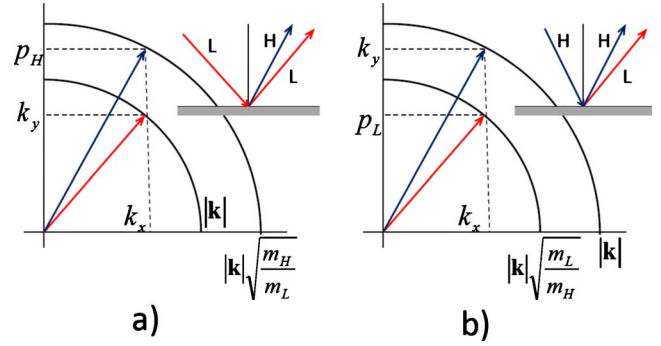 p_H
k_y
k_x
|k|
|k|√(m_H/m_L)
L
H
L
a)
k_y
p_L
k_x
|k|√(m_L/m_H)
|k|
H
H
L
b)